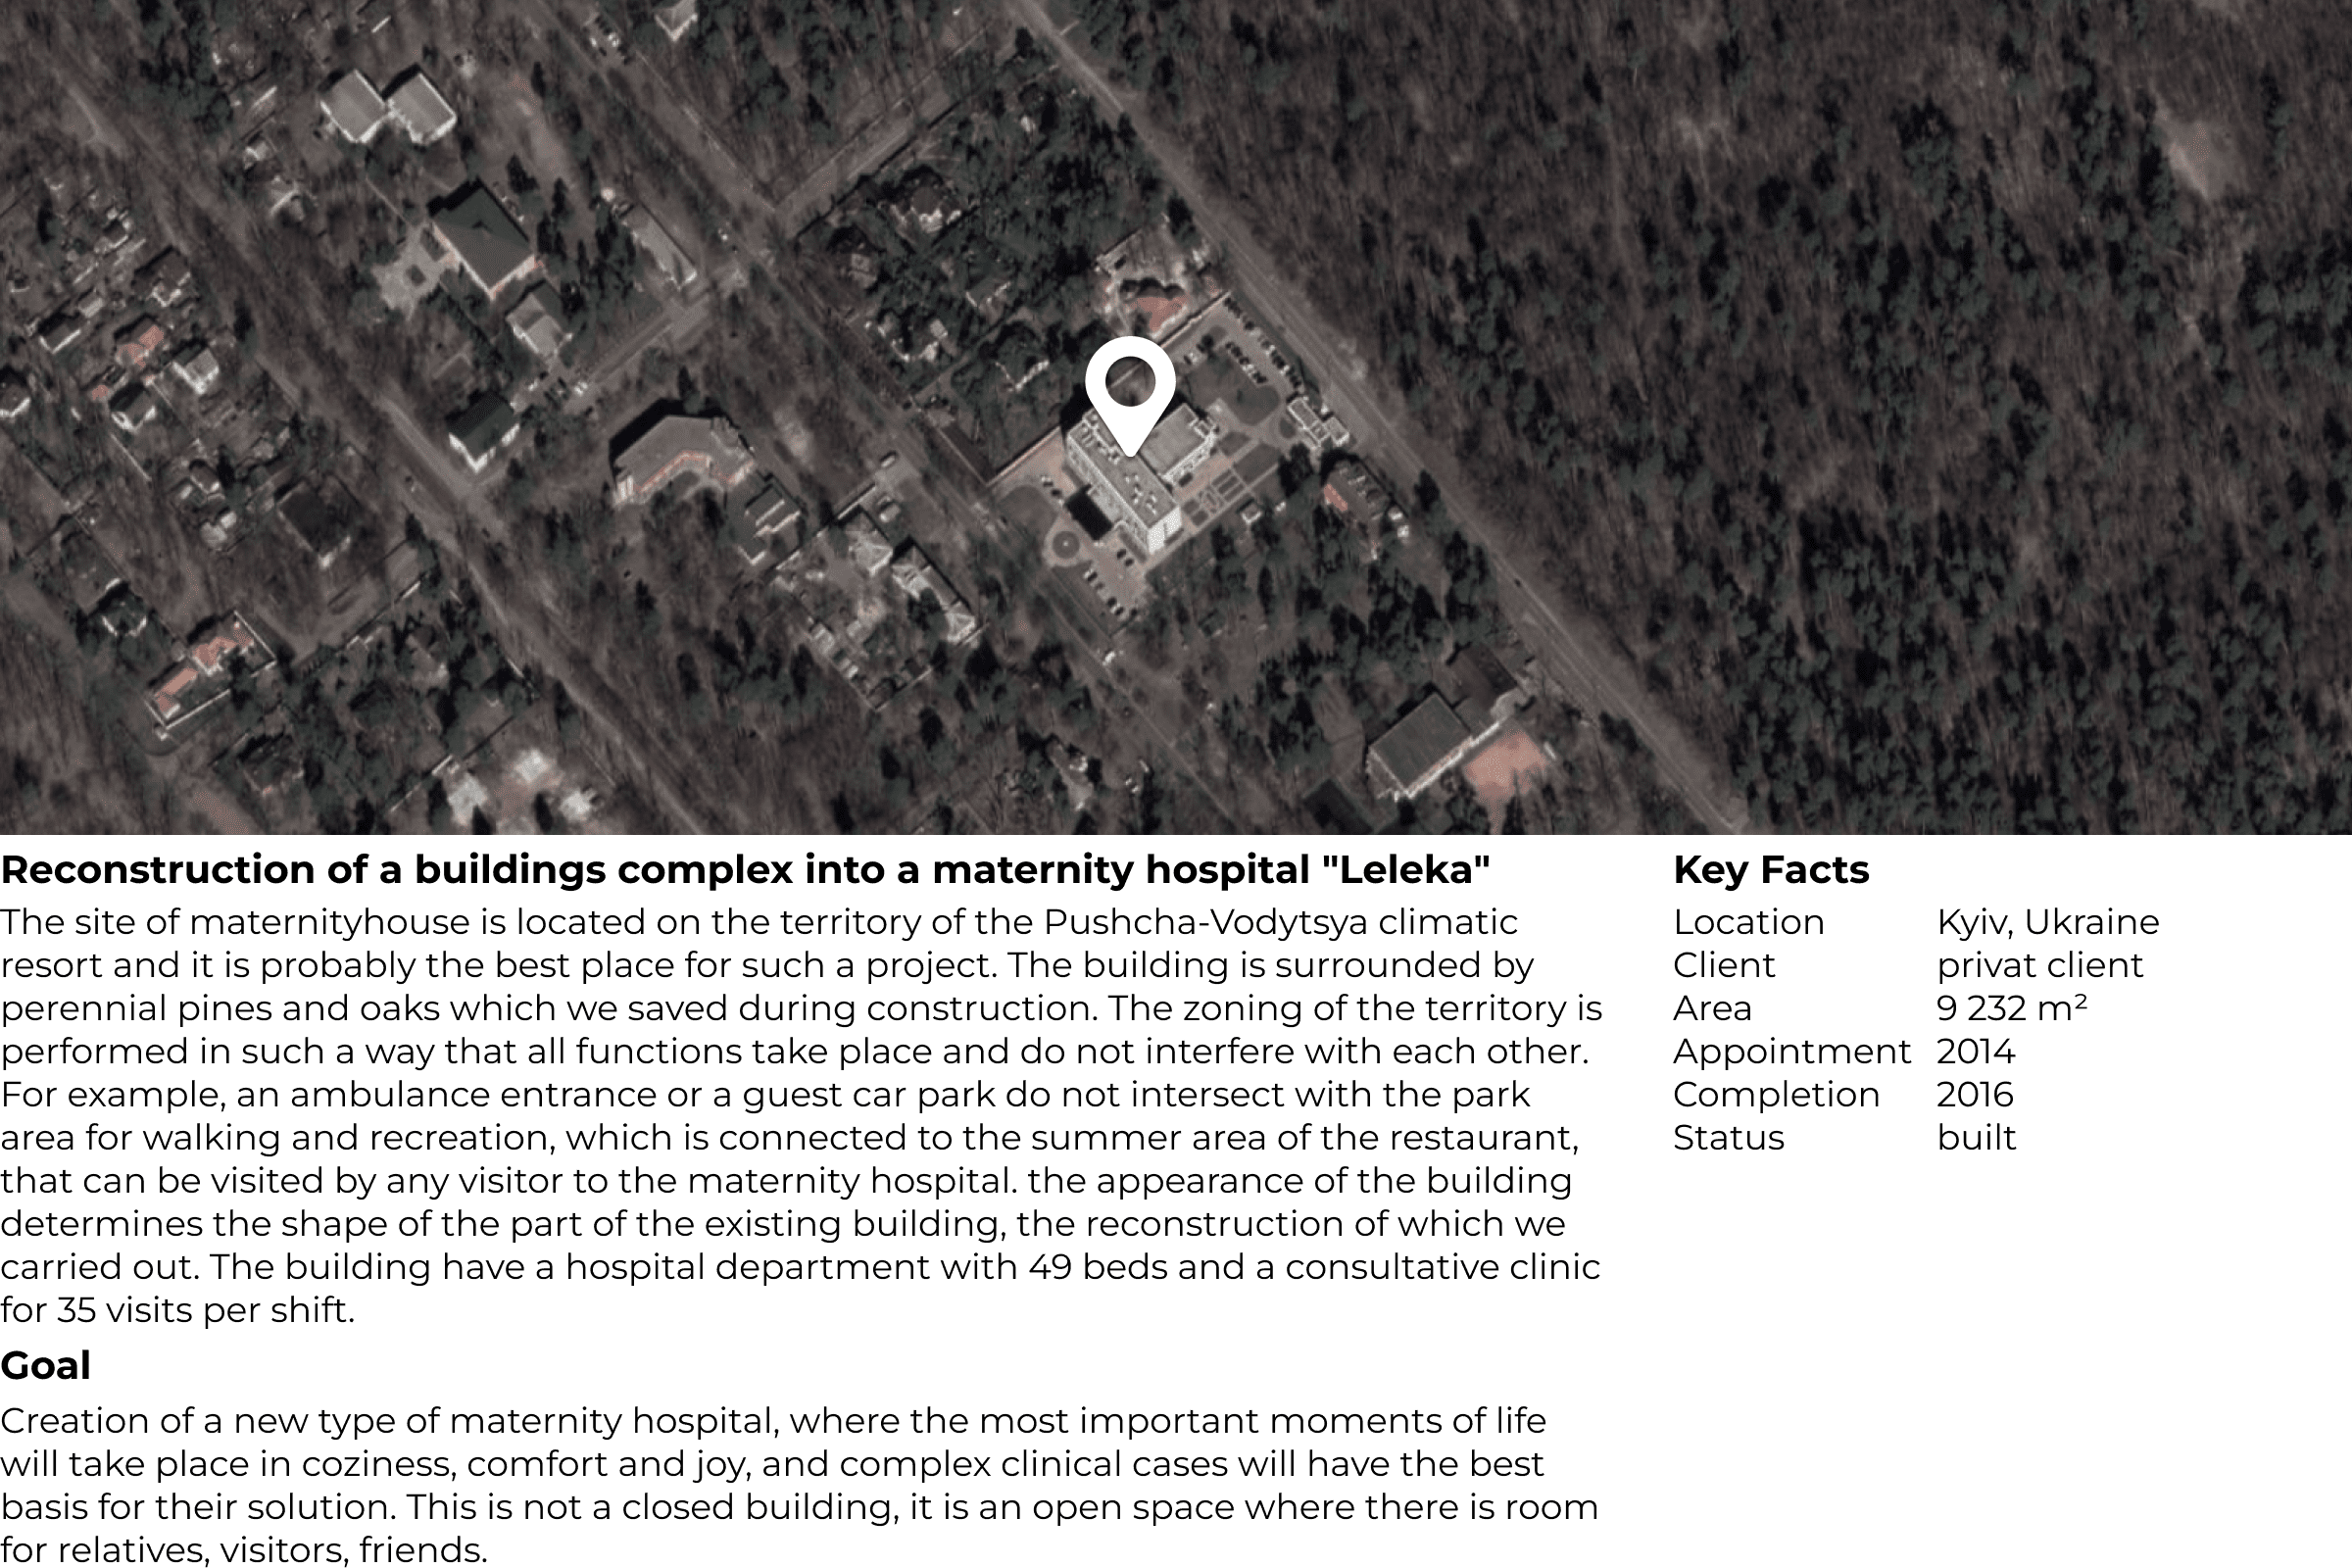 Reconstruction of a buildings complex into a maternity hospital "Leleka"
The site of maternityhouse is located on the territory of the Pushcha-Vodytsya climatic
resort and it is probably the best place for such a project. The building is surrounded by
perennial pines and oaks which we saved during construction. The zoning of the territory is
performed in such a way that all functions take place and do not interfere with each other.
For example, an ambulance entrance or a guest car park do not intersect with the park
area for walking and recreation, which is connected to the summer area of the restaurant,
that can be visited by any visitor to the maternity hospital. the appearance of the building
determines the shape of the part of the existing building, the reconstruction of which we
carried out. The building have a hospital department with 49 beds and a consultative clinic
for 35 visits per shift.
Goal
Creation of a new type of maternity hospital, where the most important moments of life
will take place in coziness, comfort and joy, and complex clinical cases will have the best
basis for their solution. This is not a closed building, it is an open space where there is room
for relatives, visitors, friends.
Key Facts
Location Kyiv, Ukraine
Client privat client
Area 9 232 m²
Appointment 2014
Completion 2016
Status built